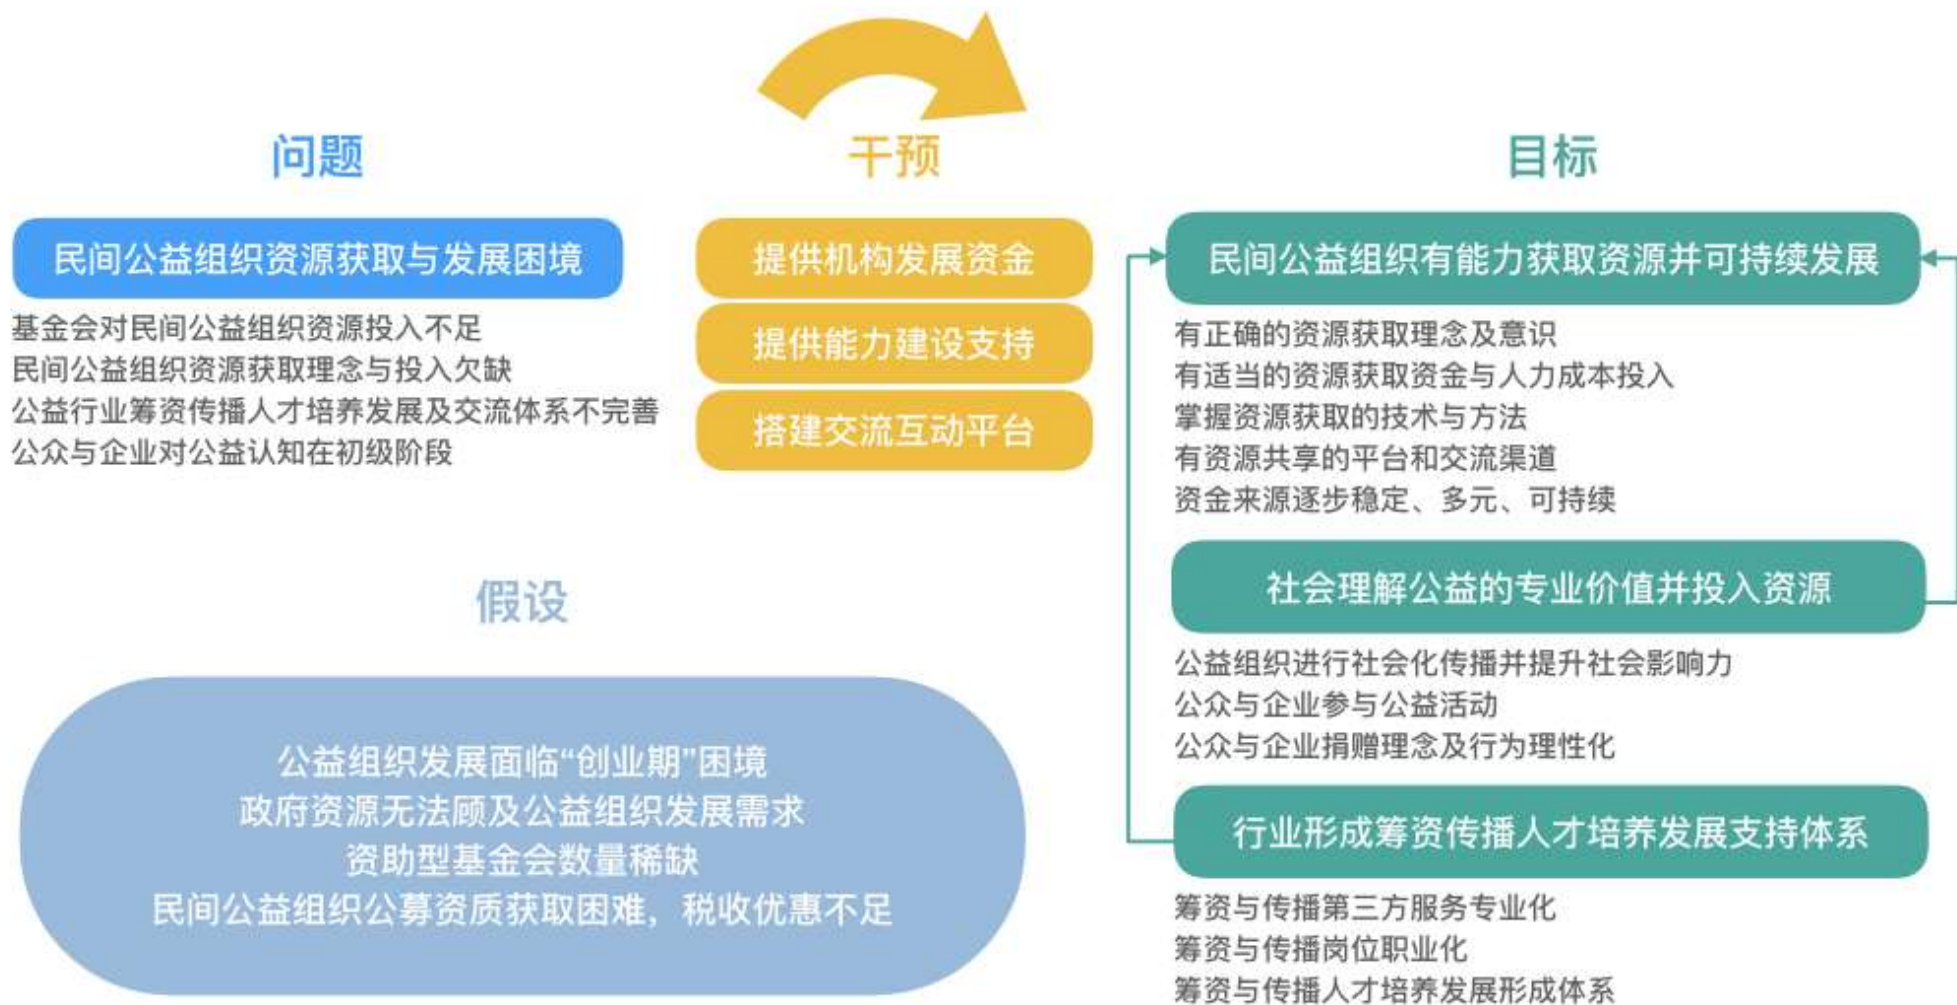 问题
民间公益组织资源获取与发展困境
基金会对民间公益组织资源投入不足
民间公益组织资源获取理念与投入欠缺
公益行业筹资传播人才培养发展及交流体系不完善
公众与企业对公益认知在初级阶段
干预
提供机构发展资金
提供能力建设支持
搭建交流互动平台
目标
民间公益组织有能力获取资源并可持续发展
有正确的资源获取理念及意识
有适当的资源获取资金与人力成本投入
掌握资源获取的技术与方法
有资源共享的平台和交流渠道
资金来源逐步稳定、多元、可持续
社会理解公益的专业价值并投入资源
公益组织进行社会化传播并提升社会影响力
公众与企业参与公益活动
公众与企业捐赠理念及行为理性化
行业形成筹资传播人才培养发展支持体系
筹资与传播第三方服务专业化
筹资与传播岗位职业化
筹资与传播人才培养发展形成体系
假设
公益组织发展面临“创业期”困境
政府资源无法顾及公益组织发展需求
资助型基金会数量稀缺
民间公益组织公募资质获取困难，税收优惠不足